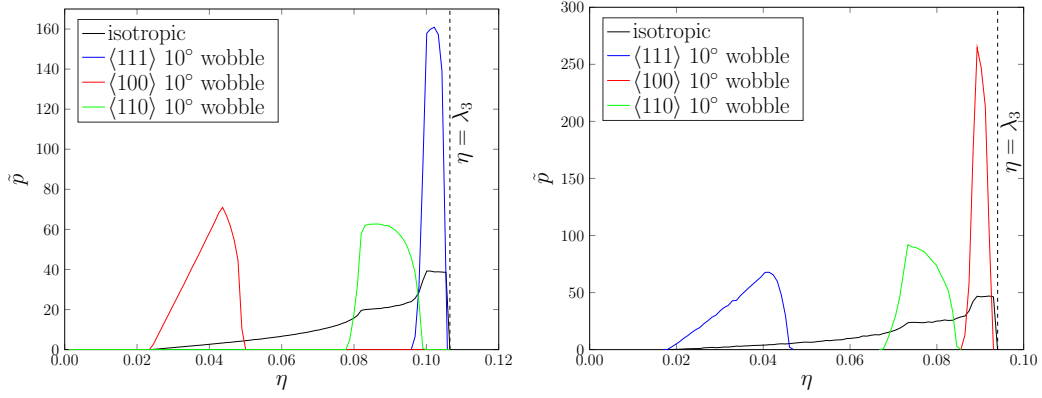 isotropic
⟨111⟩ 10° wobble
⟨100⟩ 10° wobble
⟨110⟩ 10° wobble
160
140
120
100
80
60
40
20
0
p̃
η = λ₃
0.00 0.02 0.04 0.06 0.08 0.10 0.12
η
isotropic
⟨111⟩ 10° wobble
⟨100⟩ 10° wobble
⟨110⟩ 10° wobble
300
250
200
150
100
50
0
p̃
η = λ₃
0.00 0.02 0.04 0.06 0.08 0.10
η